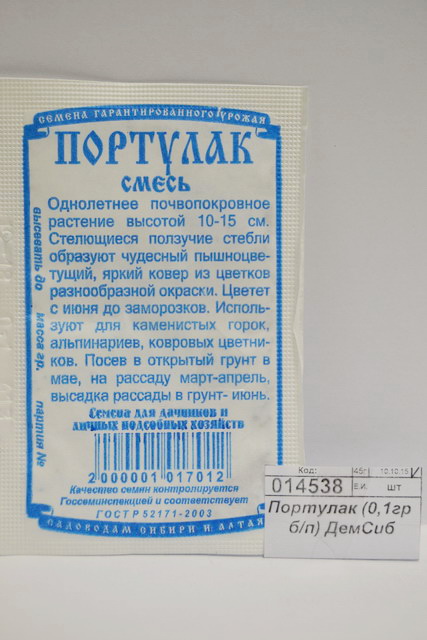 СЕМЕНА ГАРАНТИРОВАННОГО УРОЖАЯ
ПОРТУЛАК
СМЕСЬ
Однолетнее почвопокровное
растение высотой 10-15 см.
Стелющиеся ползучие стебли
образуют чудесный пышноцве-
тущий, яркий ковер из цветков
разнообразной окраски. Цветет
с июня до заморозков. Исполь-
зуют для каменистых горок,
альпинариев, ковровых цветни-
ков. Посев в открытый грунт в
мае, на рассаду март-апрель,
высадка рассады в грунт- июнь.
Семена для дачников и
личных подсобных хозяйств
2 000001 017012
Качество семян контролируется
Госсеминспекцией и соответствует
ГОСТ Р 52171-2003
САДОВОДАМ СИБИРИ И АЛТАЯ
высевать до масса гр. партия №
Код:
014538
Е.И. шт
Портулак (0,1гр
б/п) ДемСиб